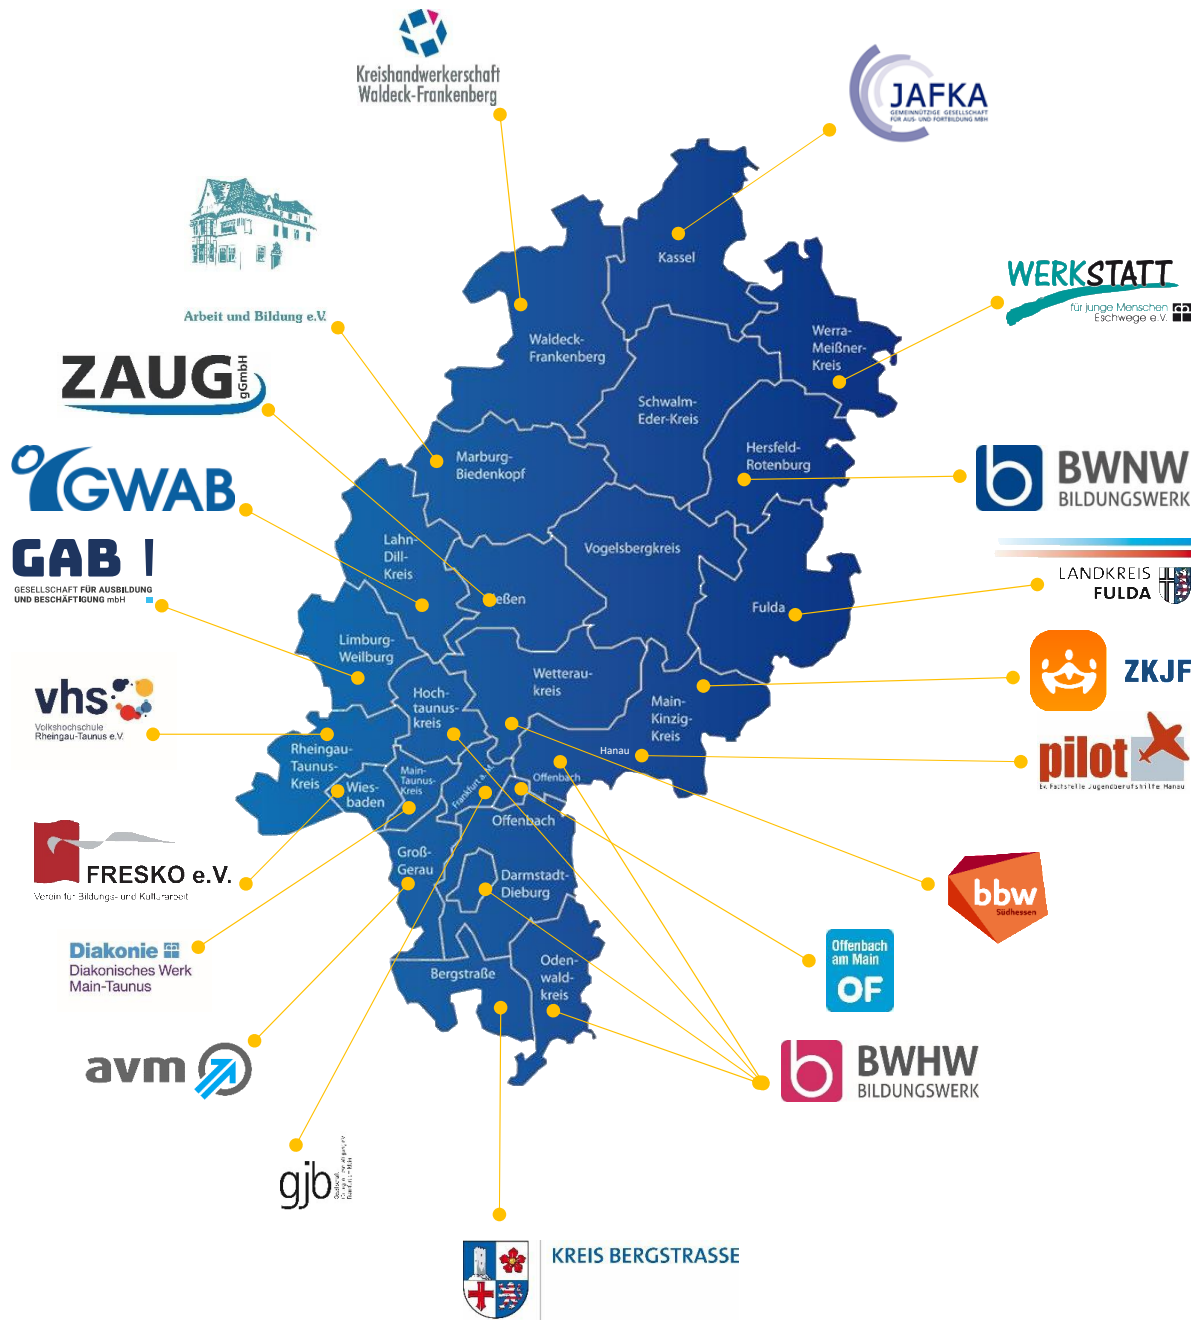 Kreishandwerkerschaft
Waldeck-Frankenberg
JAFKA
GEMEINNÜTZIGE GESELLSCHAFT
FÜR AUS- UND FORTBILDUNG MBH
Arbeit und Bildung e.V.
WERKSTATT
für junge Menschen
Eschwege e.V.
ZAUG
gGmbH
GWAB
GAB
GESELLSCHAFT FÜR AUSBILDUNG
UND BESCHÄFTIGUNG mbH
vhs
Volkshochschule
Rheingau-Taunus e.V.
FRESKO e.V.
Verein für Bildungs- und Kulturarbeit
Diakonie
Diakonisches Werk
Main-Taunus
avm
gjb
KREIS BERGSTRASSE
BWNW
BILDUNGSWERK
LANDKREIS
FULDA
ZKJF
pilot
Ev. Fachstelle Jugendberufshilfe Hanau
bbw
Südhessen
Offenbach
am Main
OF
BWHW
BILDUNGSWERK
Kassel
Waldeck-
Frankenberg
Werra-
Meißner-
Kreis
Schwalm-
Eder-Kreis
Hersfeld-
Rotenburg
Marburg-
Biedenkopf
Lahn-
Dill-
Kreis
Vogelsbergkreis
Fulda
Limburg-
Weilburg
Wetterau-
kreis
Hoch-
taunus-
kreis
Main-
Kinzig-
Kreis
Hanau
Rheingau-
Taunus-
Kreis
Wies-
baden
Main-
Taunus-
Kreis
Frankfurt a. M.
Offenbach
Offenbach
Groß-
Gerau
Darmstadt-
Dieburg
Bergstraße
Oden-
wald-
kreis